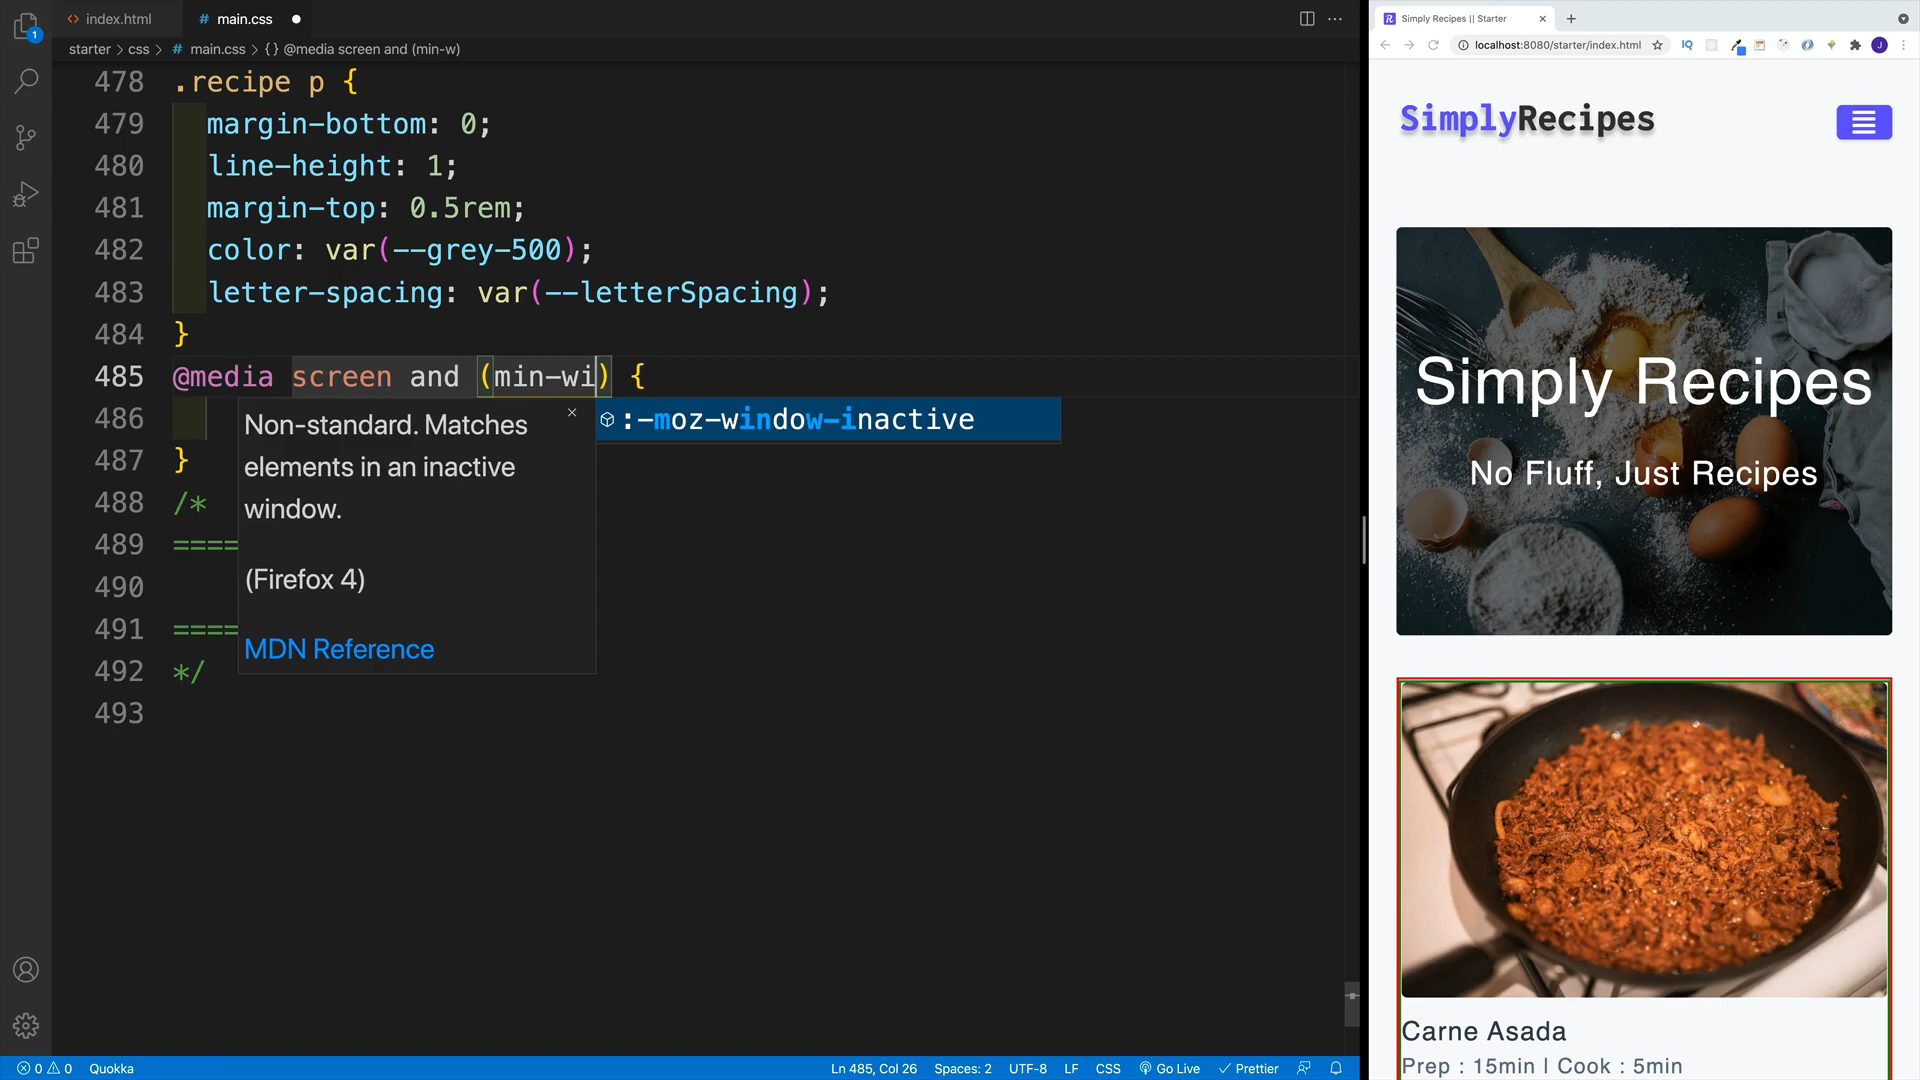 index.html
# main.css
starter > css > # main.css > {} @media screen and (min-w)
478 .recipe p {
479 margin-bottom: 0;
480 line-height: 1;
481 margin-top: 0.5rem;
482 color: var(--grey-500);
483 letter-spacing: var(--letterSpacing);
484 }
485 @media screen and (min-wi) {
486
487 }
488 /*
489 ====
490
491 ====
492 */
493
:-moz-window-inactive
Non-standard. Matches
elements in an inactive
window.
(Firefox 4)
MDN Reference
1
0 0 Quokka
Ln 485, Col 26 Spaces: 2 UTF-8 LF CSS Go Live Prettier
Simply Recipes || Starter
localhost:8080/starter/index.html
IQ
J
SimplyRecipes
Simply Recipes
No Fluff, Just Recipes
Carne Asada
Prep : 15min | Cook : 5min